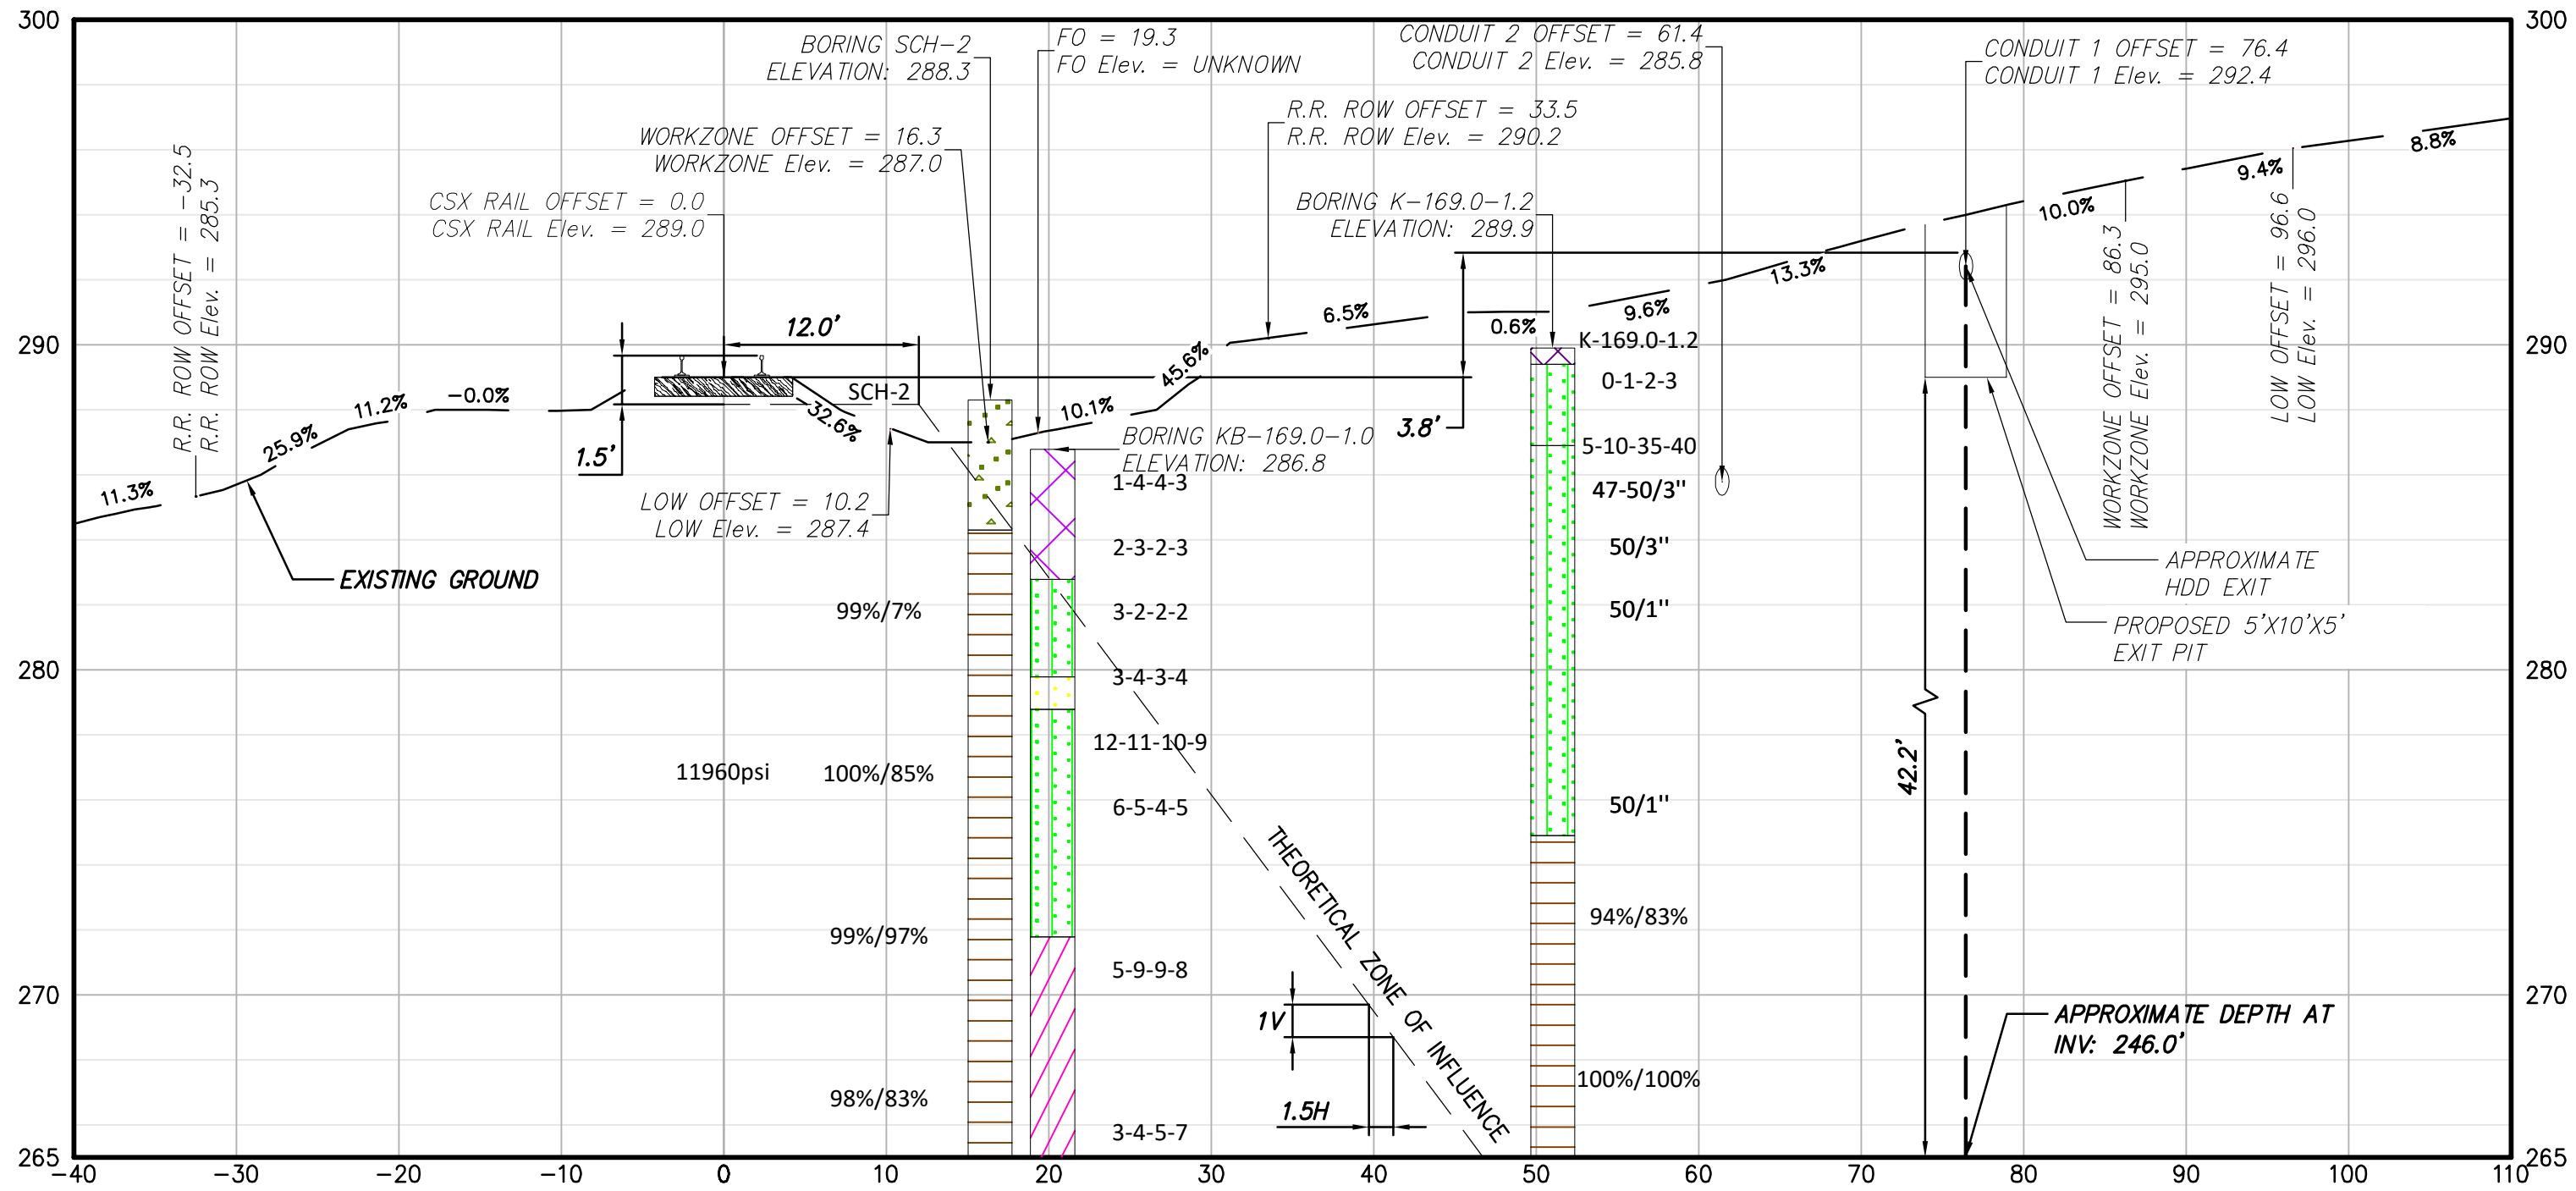 300
300
BORING SCH-2
ELEVATION: 288.3
FO = 19.3
FO Elev. = UNKNOWN
CONDUIT 2 OFFSET = 61.4
CONDUIT 2 Elev. = 285.8
CONDUIT 1 OFFSET = 76.4
CONDUIT 1 Elev. = 292.4
WORKZONE OFFSET = 16.3
WORKZONE Elev. = 287.0
R.R. ROW OFFSET = 33.5
R.R. ROW Elev. = 290.2
R.R. ROW OFFSET = -32.5
R.R. ROW Elev. = 285.3
CSX RAIL OFFSET = 0.0
CSX RAIL Elev. = 289.0
BORING K-169.0-1.2
ELEVATION: 289.9
8.8%
9.4%
10.0%
13.3%
9.6%
0.6%
6.5%
45.6%
10.1%
-32.6%
-0.0%
11.2%
25.9%
11.3%
WORKZONE OFFSET = 86.3
WORKZONE Elev. = 295.0
LOW OFFSET = 96.6
LOW Elev. = 296.0
290
290
12.0'
1.5'
3.8'
SCH-2
K-169.0-1.2
0-1-2-3
5-10-35-40
47-50/3"
50/3"
50/1"
50/1"
94%/83%
100%/100%
BORING KB-169.0-1.0
ELEVATION: 286.8
1-4-4-3
2-3-2-3
3-2-2-2
3-4-3-4
12-11-10-9
6-5-4-5
5-9-9-8
3-4-5-7
LOW OFFSET = 10.2
LOW Elev. = 287.4
EXISTING GROUND
99%/7%
11960psi
100%/85%
99%/97%
98%/83%
APPROXIMATE
HDD EXIT
PROPOSED 5'X10'X5'
EXIT PIT
280
280
42.2'
THEORETICAL ZONE OF INFLUENCE
1V
1.5H
270
270
APPROXIMATE DEPTH AT
INV: 246.0'
265
265
-40
-30
-20
-10
0
10
20
30
40
50
60
70
80
90
100
110